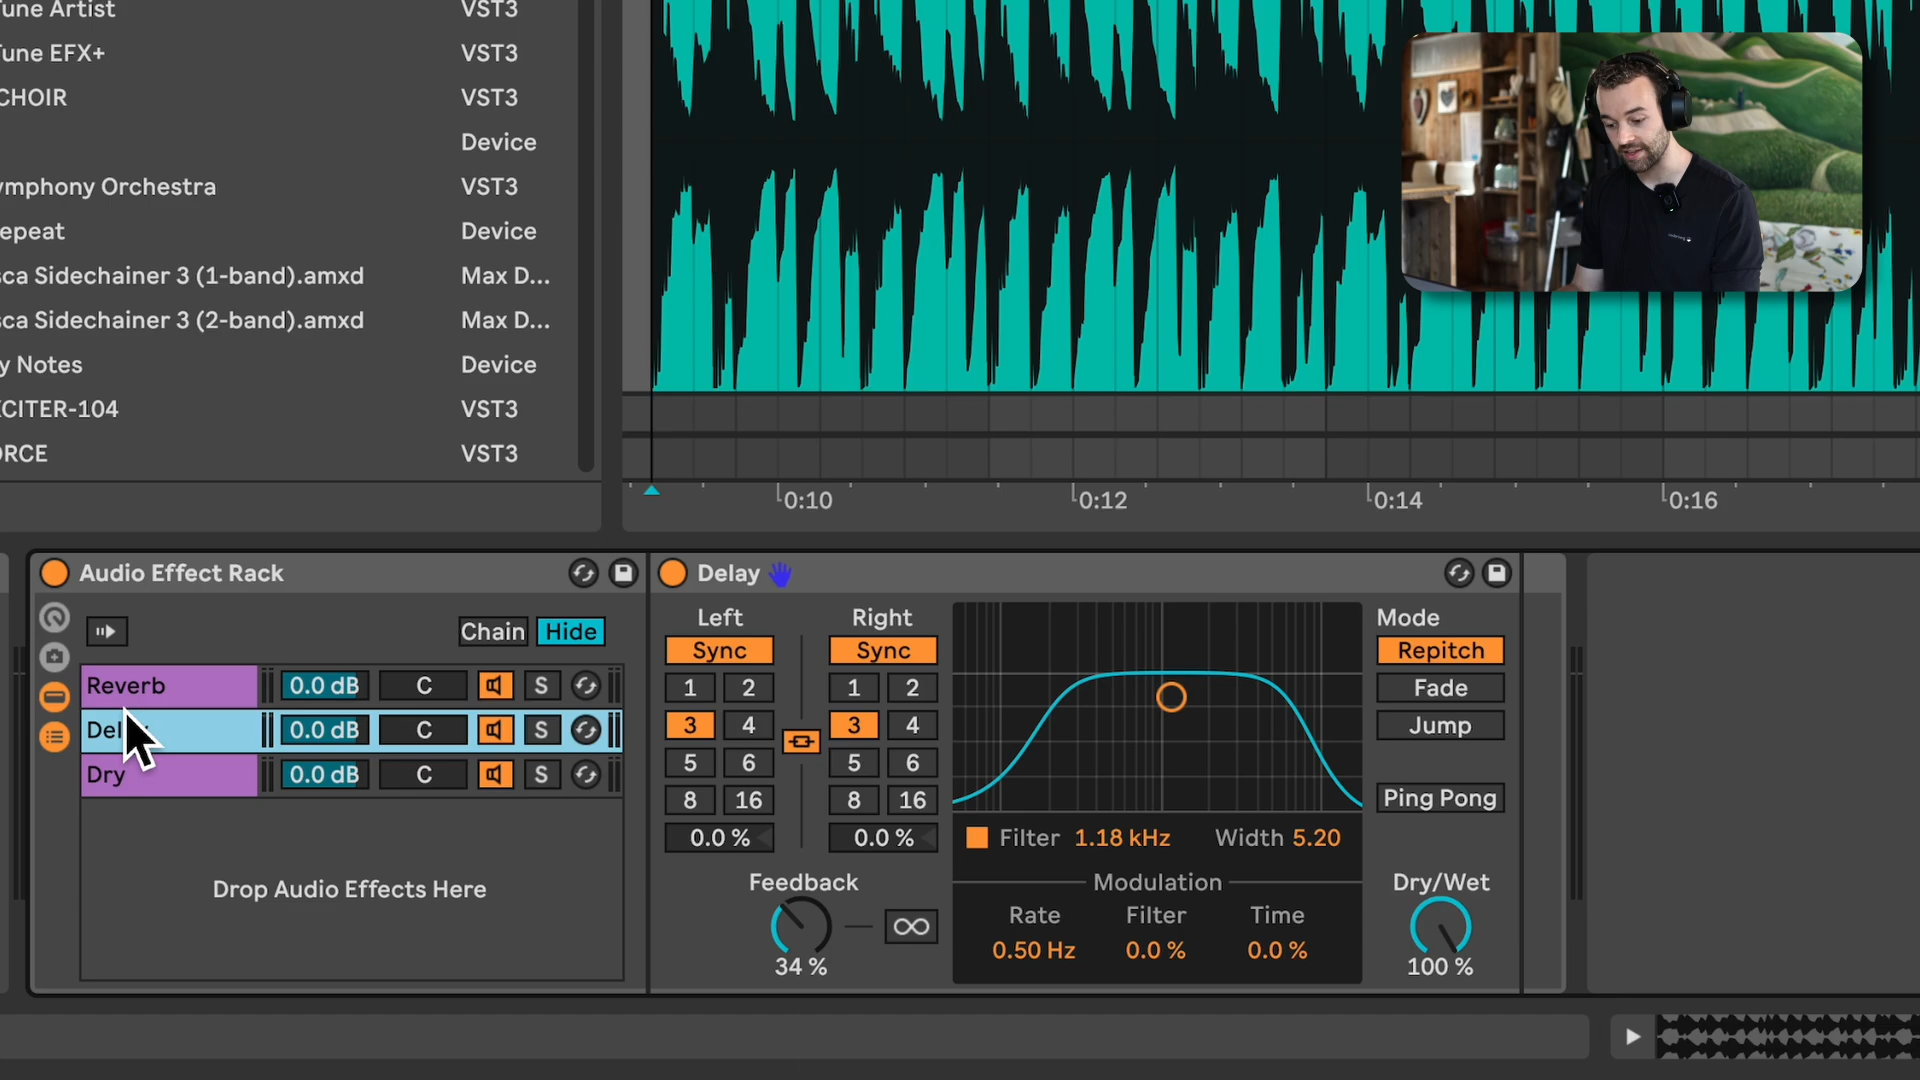 une Artist VST3
une EFX+ VST3
CHOIR VST3
Device
ymphony Orchestra VST3
epeat Device
sca Sidechainer 3 (1-band).amxd Max D...
sca Sidechainer 3 (2-band).amxd Max D...
y Notes Device
CITER-104 VST3
ORCE VST3
0:10 0:12 0:14 0:16
Audio Effect Rack
Chain Hide
Reverb 0.0 dB C S
Del 0.0 dB C S
Dry 0.0 dB C S
Drop Audio Effects Here
Delay
Left Right
Sync Sync
1 2 1 2
3 4 3 4
5 6 5 6
8 16 8 16
0.0 % 0.0 %
Feedback
34 %
Filter 1.18 kHz Width 5.20
Modulation
Rate Filter Time
0.50 Hz 0.0 % 0.0 %
Mode
Repitch
Fade
Jump
Ping Pong
Dry/Wet
100 %